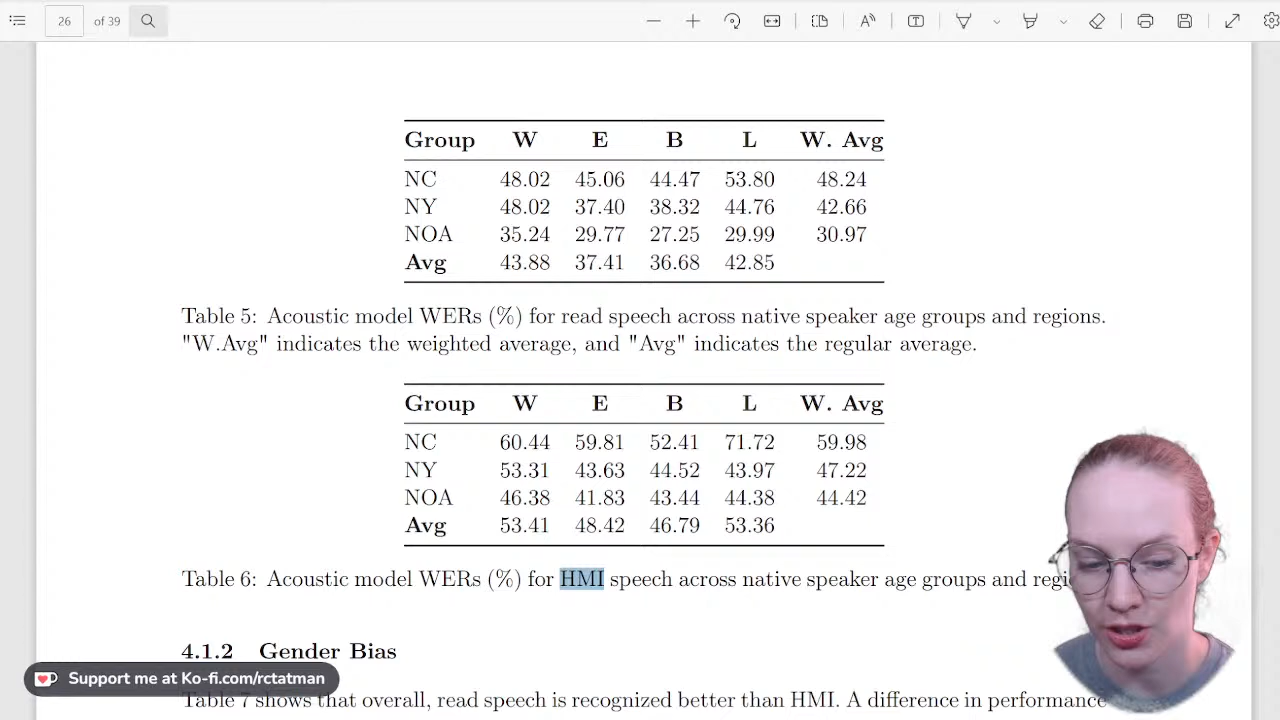 26 of 39
Group W E B L W. Avg
NC 48.02 45.06 44.47 53.80 48.24
NY 48.02 37.40 38.32 44.76 42.66
NOA 35.24 29.77 27.25 29.99 30.97
Avg 43.88 37.41 36.68 42.85
Table 5: Acoustic model WERs (%) for read speech across native speaker age groups and regions.
"W.Avg" indicates the weighted average, and "Avg" indicates the regular average.
Group W E B L W. Avg
NC 60.44 59.81 52.41 71.72 59.98
NY 53.31 43.63 44.52 43.97 47.22
NOA 46.38 41.83 43.44 44.38 44.42
Avg 53.41 48.42 46.79 53.36
Table 6: Acoustic model WERs (%) for HMI speech across native speaker age groups and
4.1.2 Gender Bias
Support me at Ko-fi.com/rctatman
Table 7 shows that overall, read speech is recognized better than HMI. A difference in performance